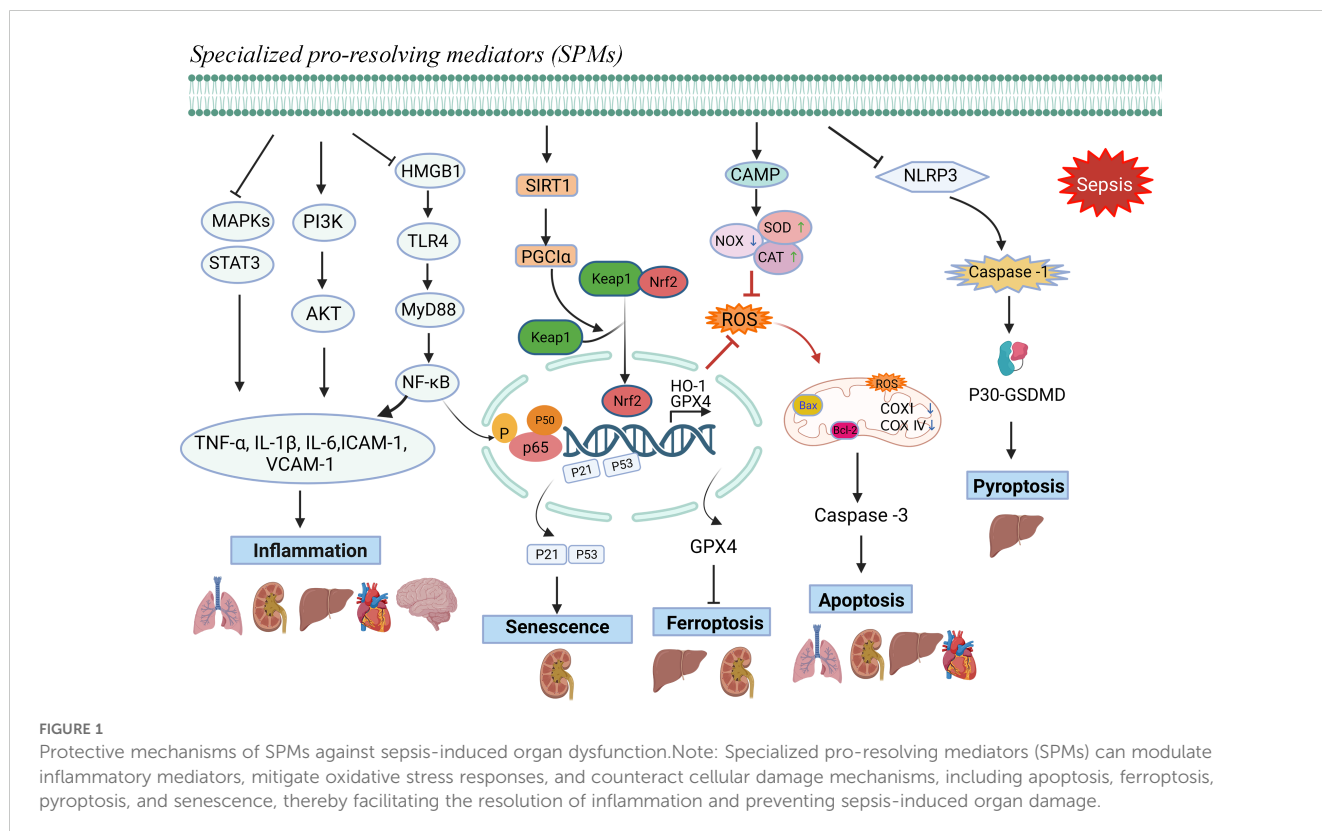 Specialized pro-resolving mediators (SPMs)
MAPKs
STAT3
PI3K
AKT
HMGB1
TLR4
MyD88
NF-κB
TNF-α, IL-1β, IL-6,ICAM-1,
VCAM-1
Inflammation
SIRT1
PGCIα
Keap1
Nrf2
Keap1
Nrf2
HO-1
GPX4
P
P50
p65
P21
P53
P21
P53
Senescence
GPX4
Ferroptosis
CAMP
NOX ↓
SOD ↑
CAT ↑
ROS
ROS
Bax
Bcl-2
COXI ↓
COX IV↓
Caspase -3
Apoptosis
NLRP3
Caspase -1
P30-GSDMD
Pyroptosis
Sepsis
FIGURE 1
Protective mechanisms of SPMs against sepsis-induced organ dysfunction.Note: Specialized pro-resolving mediators (SPMs) can modulate
inflammatory mediators, mitigate oxidative stress responses, and counteract cellular damage mechanisms, including apoptosis, ferroptosis,
pyroptosis, and senescence, thereby facilitating the resolution of inflammation and preventing sepsis-induced organ damage.